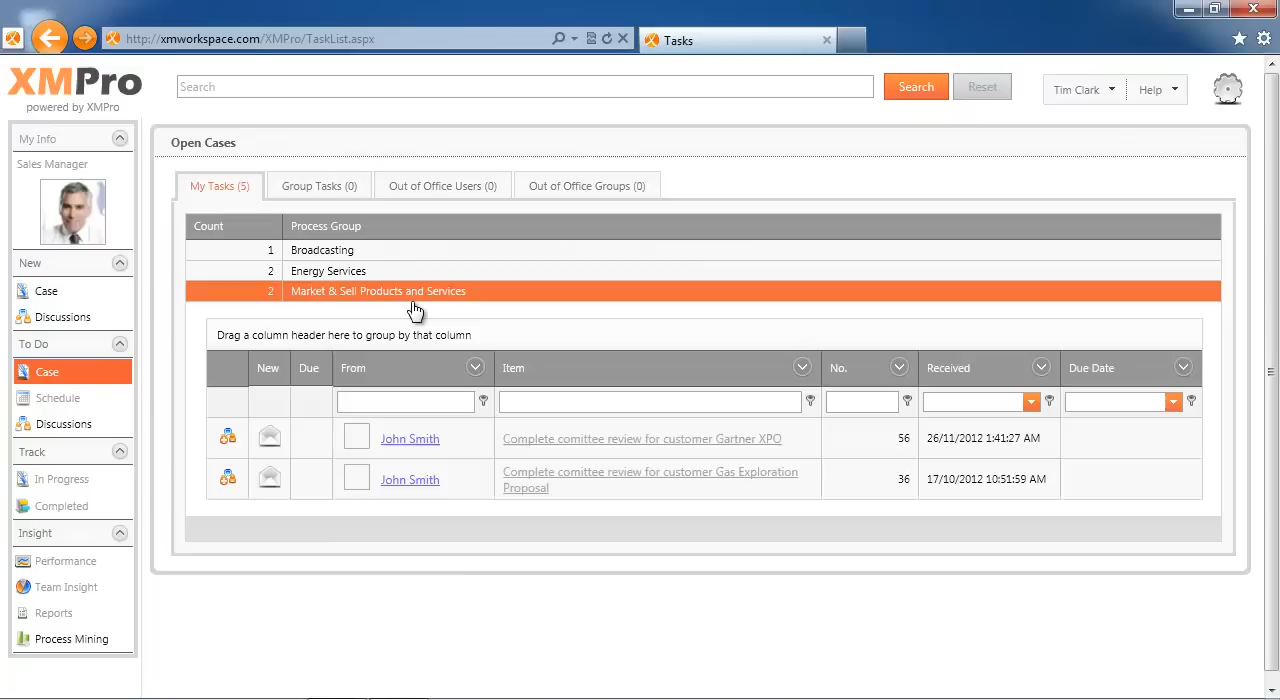 http://xmworkspace.com/XMPro/TaskList.aspx
Tasks
XMPro
powered by XMPro
Search
Search
Reset
Tim Clark
Help
My Info
Sales Manager
New
Case
Discussions
To Do
Case
Schedule
Discussions
Track
In Progress
Completed
Insight
Performance
Team Insight
Reports
Process Mining
Open Cases
My Tasks (5)
Group Tasks (0)
Out of Office Users (0)
Out of Office Groups (0)
Count Process Group
1 Broadcasting
2 Energy Services
2 Market & Sell Products and Services
Drag a column header here to group by that column
New Due From Item No. Received Due Date
John Smith Complete comittee review for customer Gartner XPO 56 26/11/2012 1:41:27 AM
John Smith Complete comittee review for customer Gas Exploration 36 17/10/2012 10:51:59 AM
Proposal